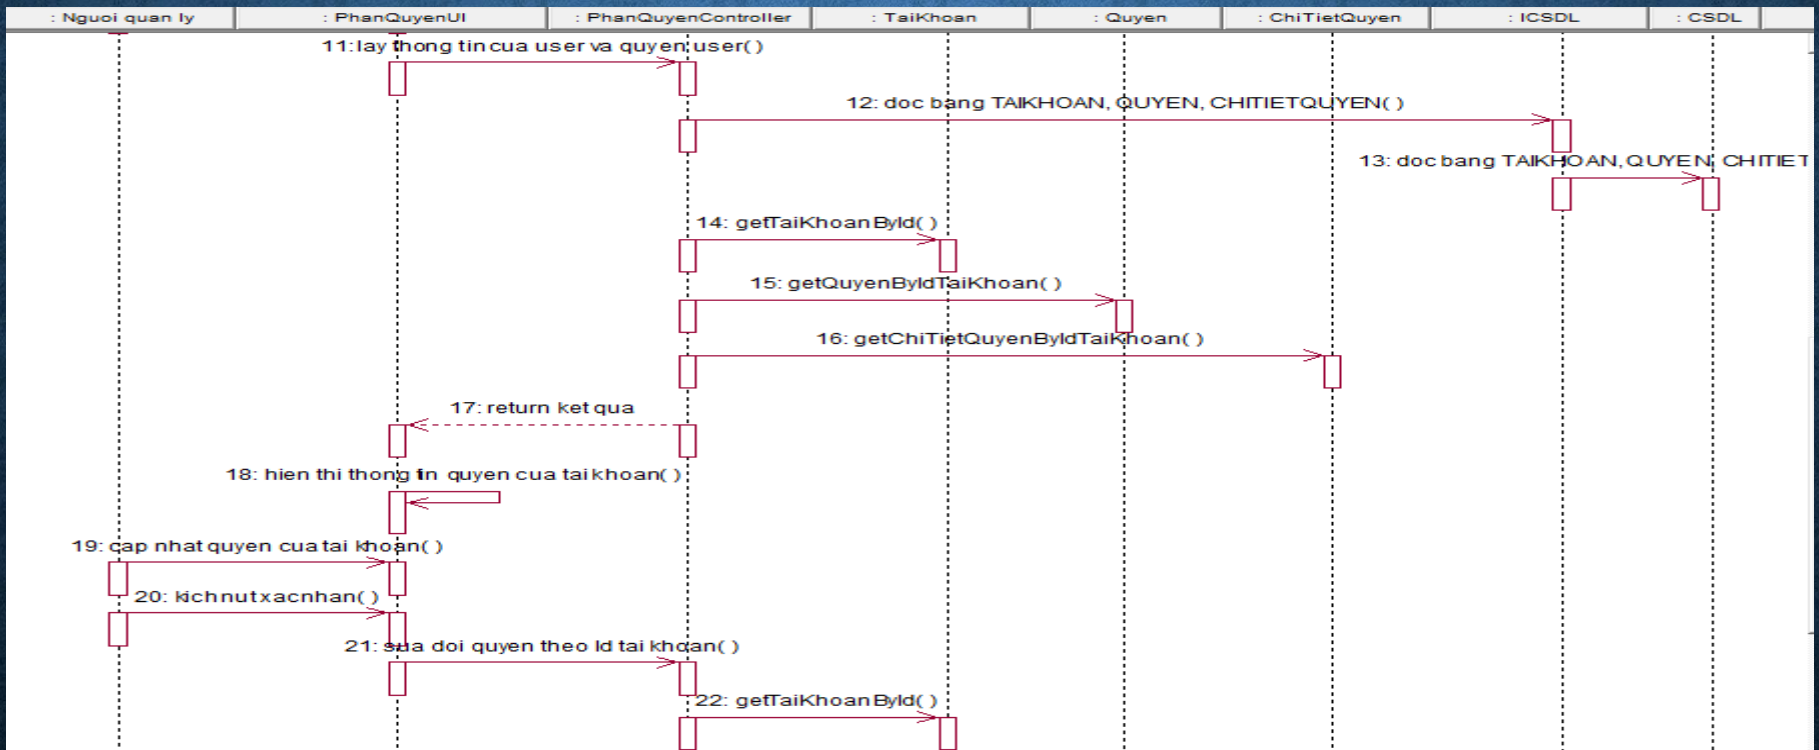 : Nguoi quan ly : PhanQuyenUI : PhanQuyenController : TaiKhoan : Quyen : ChiTietQuyen : ICSDL : CSDL
11: lay thong tin cua user va quyen user( )
12: doc bang TAIKHOAN, QUYEN, CHITIETQUYEN( )
13: doc bang TAIKHOAN, QUYEN, CHITIET
14: getTaiKhoanById( )
15: getQuyenByIdTaiKhoan( )
16: getChiTietQuyenByIdTaiKhoan( )
17: return ket qua
18: hien thi thong tin quyen cua tai khoan( )
19: cap nhat quyen cua tai khoan( )
20: kich nut xac nhan( )
21: sua doi quyen theo Id tai khoan( )
22: getTaiKhoanById( )